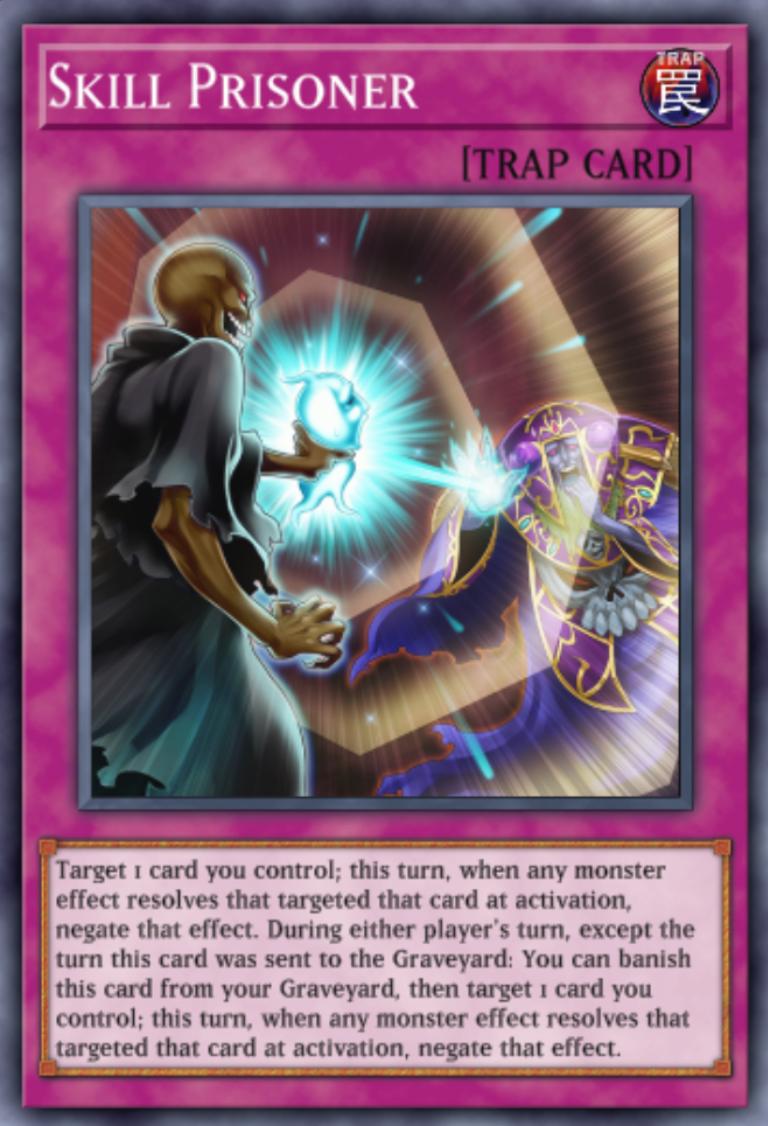 SKILL PRISONER
TRAP
罠
[TRAP CARD]
Target 1 card you control; this turn, when any monster
effect resolves that targeted that card at activation,
negate that effect. During either player's turn, except the
turn this card was sent to the Graveyard: You can banish
this card from your Graveyard, then target 1 card you
control; this turn, when any monster effect resolves that
targeted that card at activation, negate that effect.